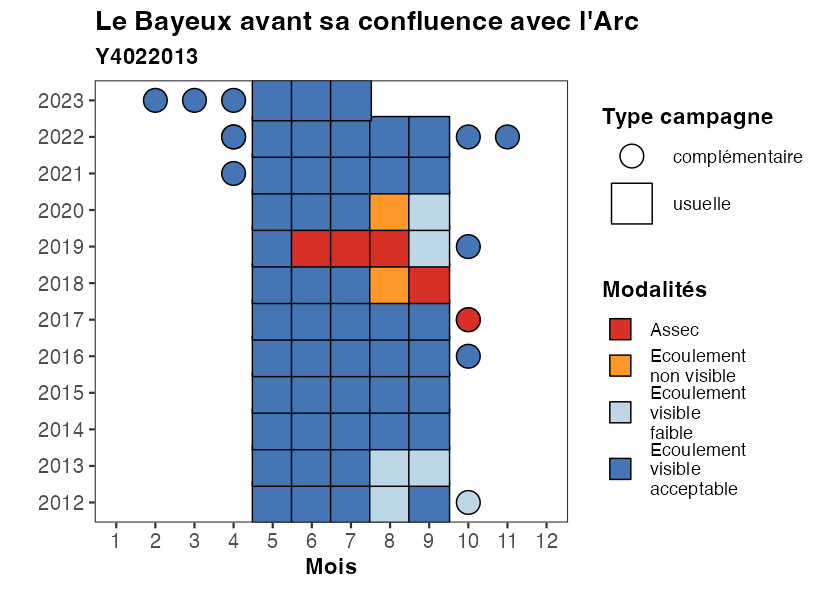 Le Bayeux avant sa confluence avec l'Arc
Y4022013
2023
2022
2021
2020
2019
2018
2017
2016
2015
2014
2013
2012
1 2 3 4 5 6 7 8 9 10 11 12
Mois
Type campagne
complémentaire
usuelle
Modalités
Assec
Ecoulement
non visible
Ecoulement
visible
faible
Ecoulement
visible
acceptable